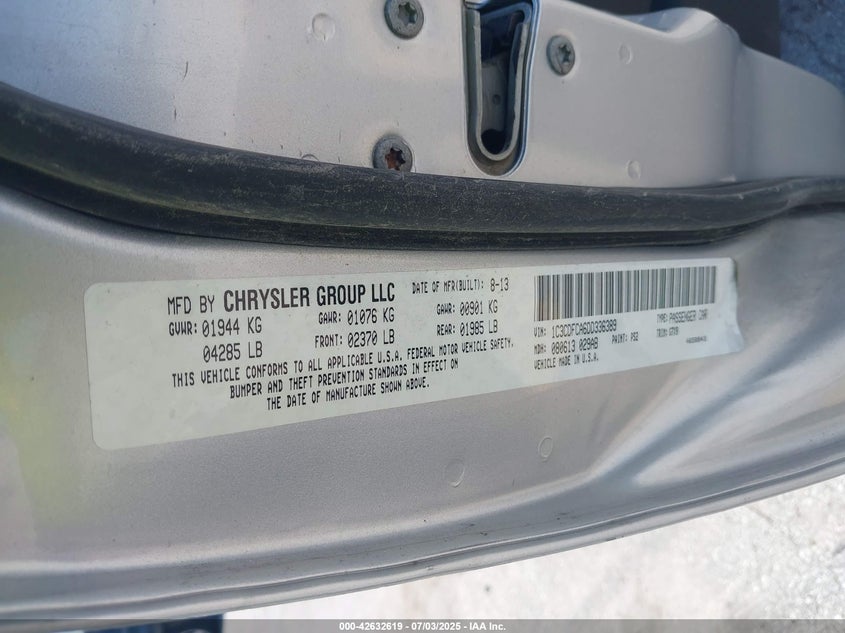 MFD BY CHRYSLER GROUP LLC DATE OF MFR(BUILT): 8-13
GVWR: 01944 KG GAWR: 01076 KG GAWR: 00901 KG
04285 LB FRONT: 02370 LB REAR: 01985 LB
THIS VEHICLE CONFORMS TO ALL APPLICABLE U.S.A. FEDERAL MOTOR VEHICLE SAFETY,
BUMPER AND THEFT PREVENTION STANDARDS IN EFFECT ON
THE DATE OF MANUFACTURE SHOWN ABOVE.
VIN: 1C3CDFCA6DD336389 TYPE: PASSENGER CAR
MDH: 080613 029AB PAINT: PS2 TRIM:
VEHICLE MADE IN U.S.A.
000-42632619 - 07/03/2025 - IAA Inc.